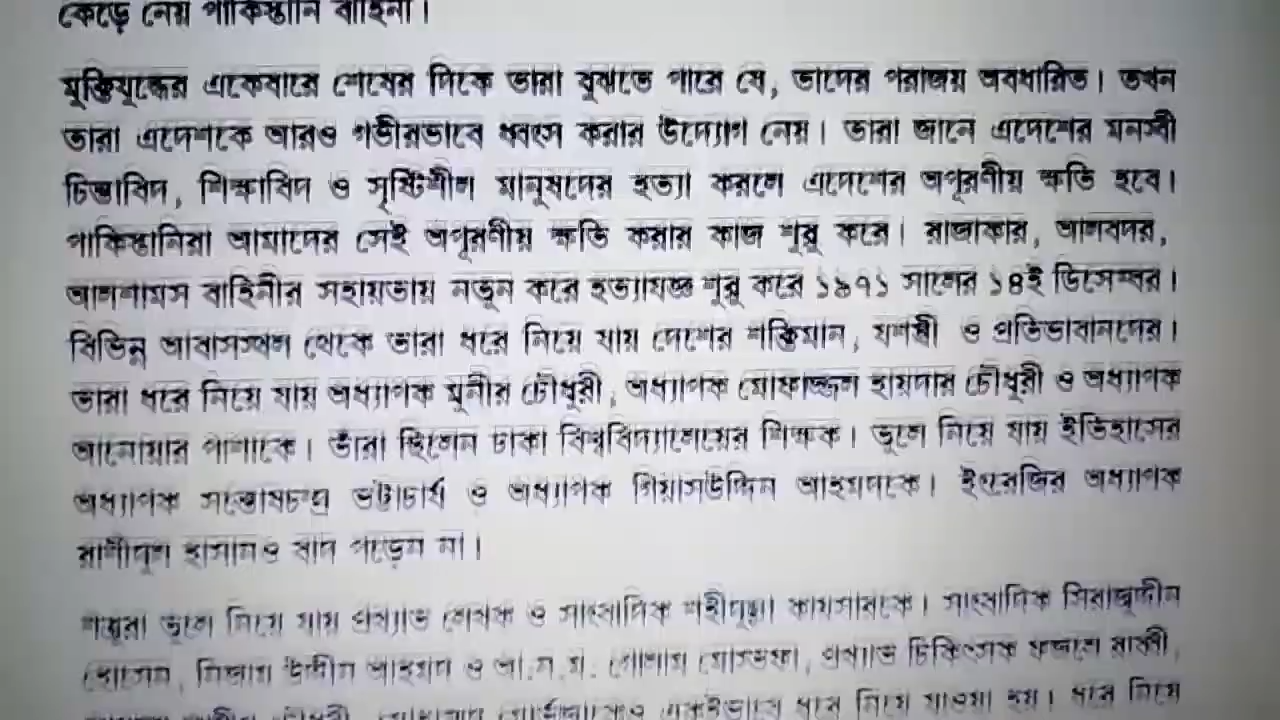 কেড়ে নেয় পাকিস্তানি বাহিনী।
মুক্তিযুদ্ধের একেবারে শেষের দিকে তারা বুঝতে পারে যে, তাদের পরাজয় অবধারিত। তখন
তারা এদেশকে আরও গভীরভাবে ধ্বংস করার উদ্যোগ নেয়। তারা জানে এদেশের মনস্বী
চিন্তাবিদ, শিক্ষাবিদ ও সৃষ্টিশীল মানুষদের হত্যা করলে এদেশের অপূরণীয় ক্ষতি হবে।
পাকিস্তানিরা আমাদের সেই অপূরণীয় ক্ষতি করার কাজ শুরু করে। রাজাকার, আলবদর,
আলশামস বাহিনীর সহায়তায় নতুন করে হত্যাযজ্ঞ শুরু করে ১৯৭১ সালের ১৪ই ডিসেম্বর।
বিভিন্ন আবাসস্থল থেকে তারা ধরে নিয়ে যায় দেশের শক্তিমান, যশস্বী ও প্রতিভাবানদের।
তারা ধরে নিয়ে যায় অধ্যাপক মুনীর চৌধুরী, অধ্যাপক মোফাজ্জল হায়দার চৌধুরী ও অধ্যাপক
আনোয়ার পাশাকে। তাঁরা ছিলেন ঢাকা বিশ্ববিদ্যালয়ের শিক্ষক। তুলে নিয়ে যায় ইতিহাসের
অধ্যাপক সন্তোষচন্দ্র ভট্টাচার্য ও অধ্যাপক গিয়াসউদ্দিন আহমদকে। ইংরেজির অধ্যাপক
রাশীদুল হাসানও বাদ পড়েন না।
শত্রুরা তুলে নিয়ে যায় প্রখ্যাত লেখক ও সাংবাদিক শহীদুল্লা কায়সারকে। সাংবাদিক সিরাজুদ্দীন
হোসেন, নিজাম উদ্দীন আহমদ ও আ.ন.ম. গোলাম মোস্তফা, প্রখ্যাত চিকিৎসক ফজলে রাব্বী,
চৌধুরী, ধরে নিয়ে যাওয়া হয়। ধরে নিয়ে